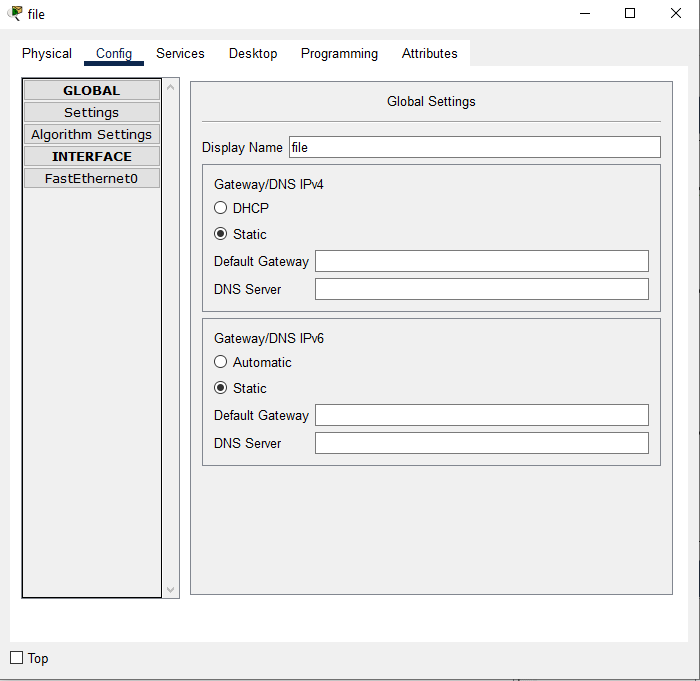 file
Physical Config Services Desktop Programming Attributes
GLOBAL
Settings
Algorithm Settings
INTERFACE
FastEthernet0
Global Settings
Display Name file
Gateway/DNS IPv4
DHCP
Static
Default Gateway
DNS Server
Gateway/DNS IPv6
Automatic
Static
Default Gateway
DNS Server
Top